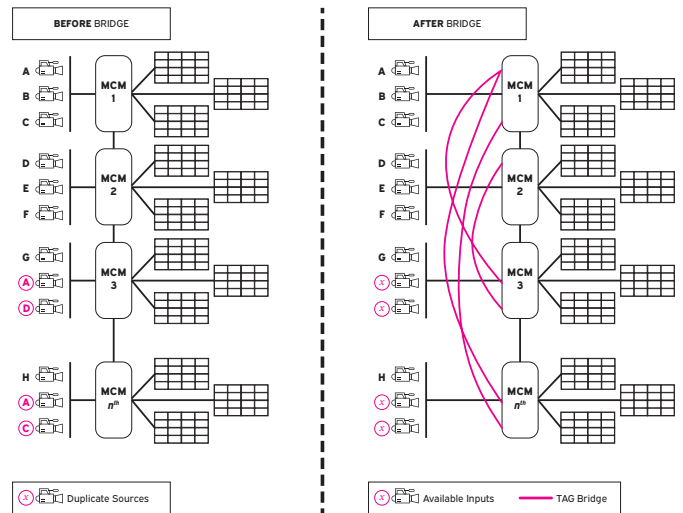 BEFORE BRIDGE
A
B
C
MCM
1
D
E
F
MCM
2
G
A
D
MCM
3
H
A
C
MCM
nth
x Duplicate Sources
AFTER BRIDGE
A
B
C
MCM
1
D
E
F
MCM
2
G
x
x
MCM
3
H
x
x
MCM
nth
x Available Inputs
TAG Bridge